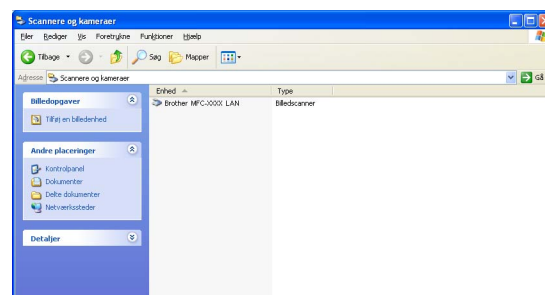 Scannere og kameraer
Filer Rediger Vis Foretrukne Funktioner Hjælp
Tilbage Søg Mapper
Adresse Scannere og kameraer Gå
Enhed Type
Billedopgaver
Tilføj en billedenhed
Brother MFC-XXXX LAN Billedscanner
Andre placeringer
Kontrolpanel
Dokumenter
Delte dokumenter
Netværkssteder
Detaljer